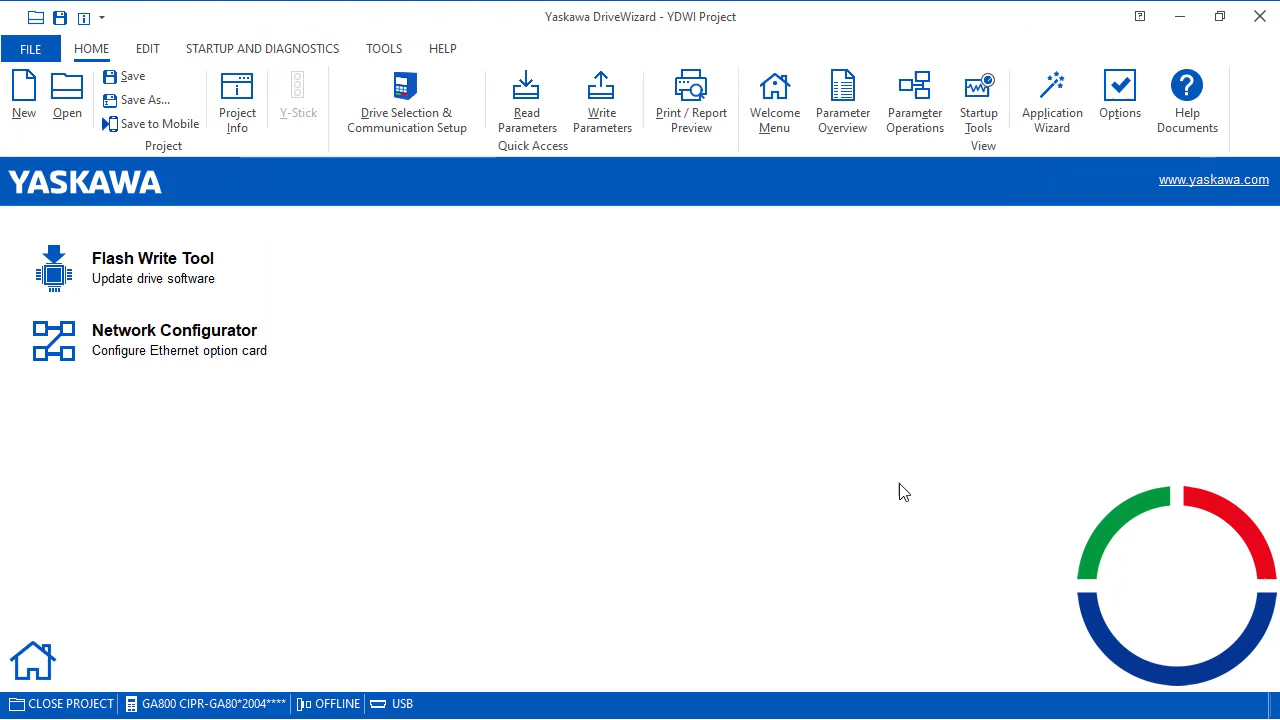 Yaskawa DriveWizard - YDWI Project
FILE HOME EDIT STARTUP AND DIAGNOSTICS TOOLS HELP
New
Open
Save
Save As...
Save to Mobile
Project
Info
Y-Stick
Project
Drive Selection &
Communication Setup
Read
Parameters
Write
Parameters
Quick Access
Print / Report
Preview
Welcome
Menu
Parameter
Overview
Parameter
Operations
Startup
Tools
View
Application
Wizard
Options
Help
Documents
YASKAWA
www.yaskawa.com
Flash Write Tool
Update drive software
Network Configurator
Configure Ethernet option card
CLOSE PROJECT GA800 CIPR-GA80*2004**** OFFLINE USB